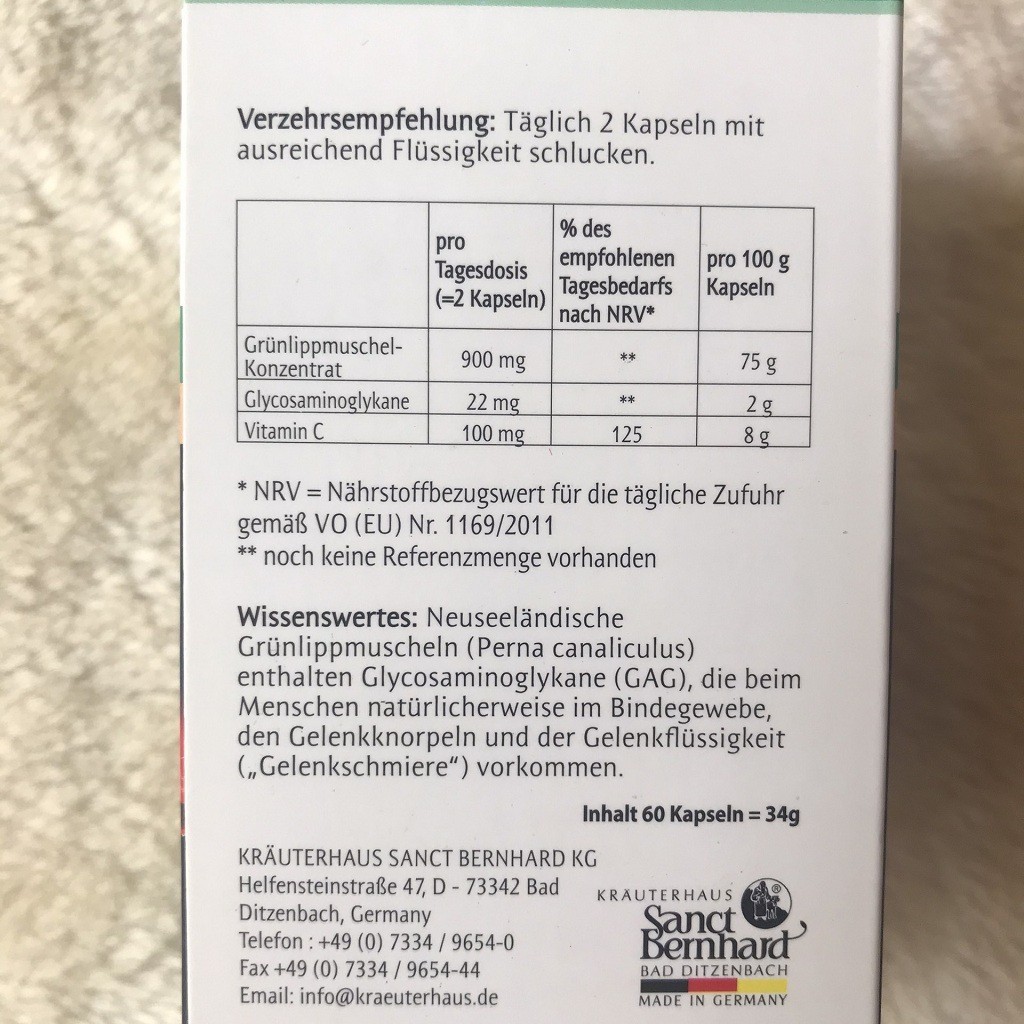 Verzehrsempfehlung: Täglich 2 Kapseln mit
ausreichend Flüssigkeit schlucken.
pro
Tagesdosis
(=2 Kapseln)
% des
empfohlenen
Tagesbedarfs
nach NRV*
pro 100 g
Kapseln
Grünlippmuschel-
Konzentrat
900 mg
**
75 g
Glycosaminoglykane
22 mg
**
2 g
Vitamin C
100 mg
125
8 g
* NRV = Nährstoffbezugswert für die tägliche Zufuhr
gemäß VO (EU) Nr. 1169/2011
** noch keine Referenzmenge vorhanden
Wissenswertes: Neuseeländische
Grünlippmuscheln (Perna canaliculus)
enthalten Glycosaminoglykane (GAG), die beim
Menschen natürlicherweise im Bindegewebe,
den Gelenkknorpeln und der Gelenkflüssigkeit
(„Gelenkschmiere“) vorkommen.
Inhalt 60 Kapseln = 34g
KRÄUTERHAUS SANCT BERNHARD KG
Helfensteinstraße 47, D - 73342 Bad
Ditzenbach, Germany
Telefon : +49 (0) 7334 / 9654-0
Fax +49 (0) 7334 / 9654-44
Email: info@kraeuterhaus.de
KRÄUTERHAUS ®
Sanct
Bernhard
BAD DITZENBACH
MADE IN GERMANY